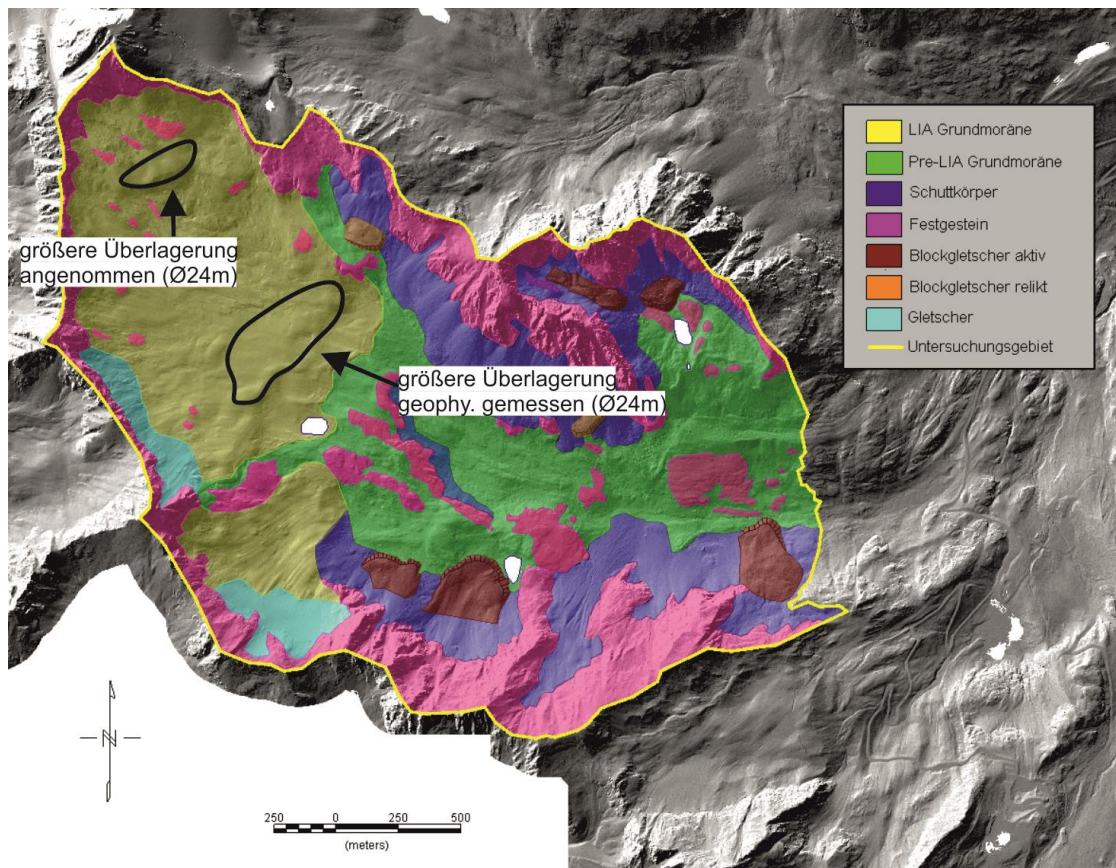 LIA Grundmoräne
Pre-LIA Grundmoräne
Schuttkörper
Festgestein
Blockgletscher aktiv
Blockgletscher relikt
Gletscher
Untersuchungsgebiet
größere Überlagerung
angenommen (Ø24m)
größere Überlagerung
geophy. gemessen (Ø24m)
N
250 0 250 500
(meters)